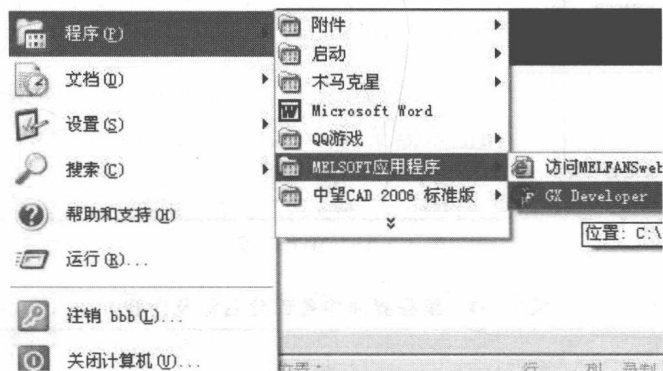 程序(P)
文档(D)
设置(S)
搜索(C)
帮助和支持(H)
运行(R)...
注销 bbb(L)...
关闭计算机(U)...
附件
启动
木马克星
Microsoft Word
QQ游戏
MELSOFT应用程序
中望CAD 2006 标准版
访问MELFANSweb
GX Developer
位置: C:\